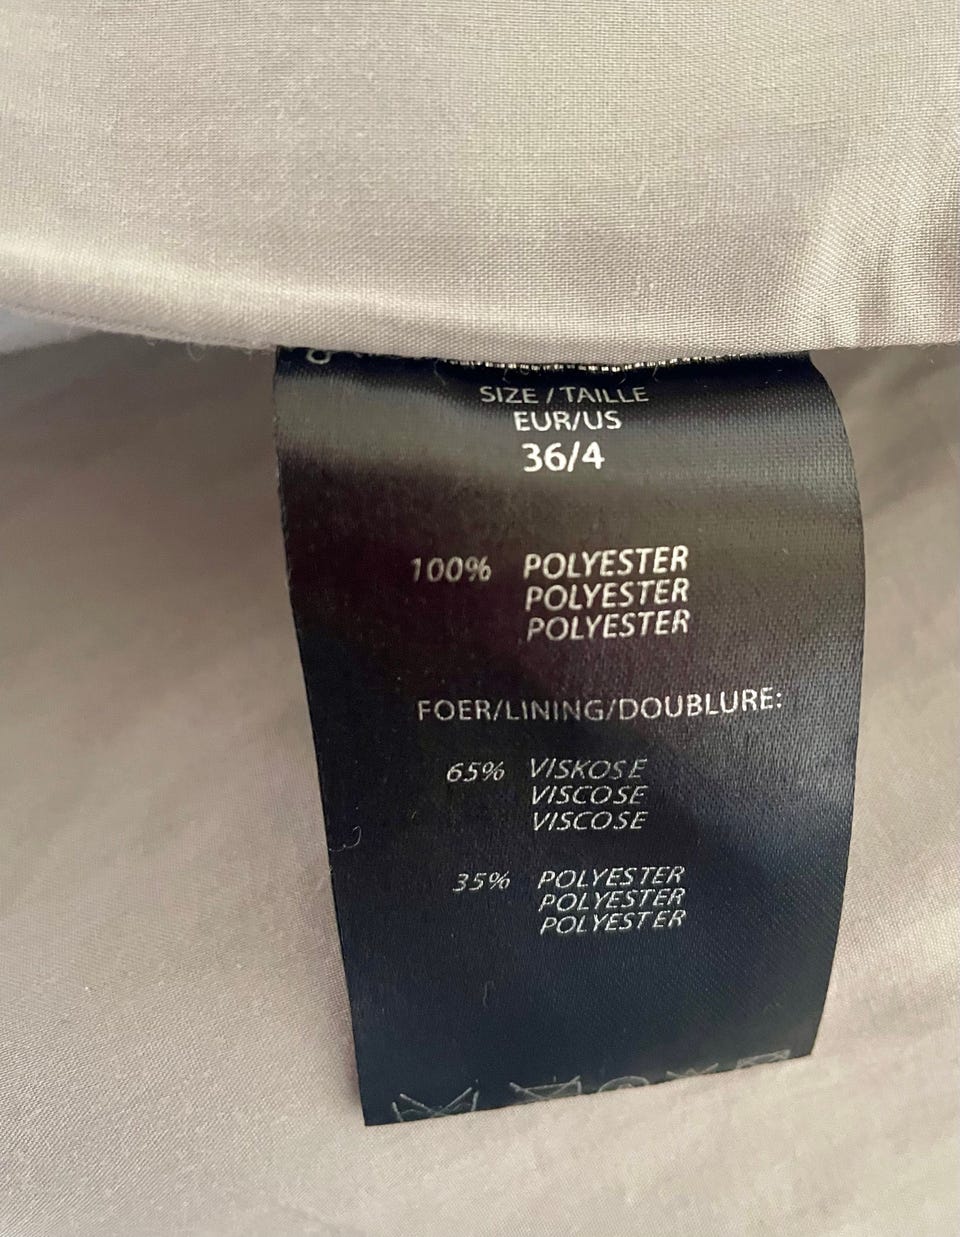 SIZE / TAILLE
EUR/US
36/4
100% POLYESTER
POLYESTER
POLYESTER
FOER/LINING/DOUBLURE:
65% VISKOSE
VISCOSE
VISCOSE
35% POLYESTER
POLYESTER
POLYESTER